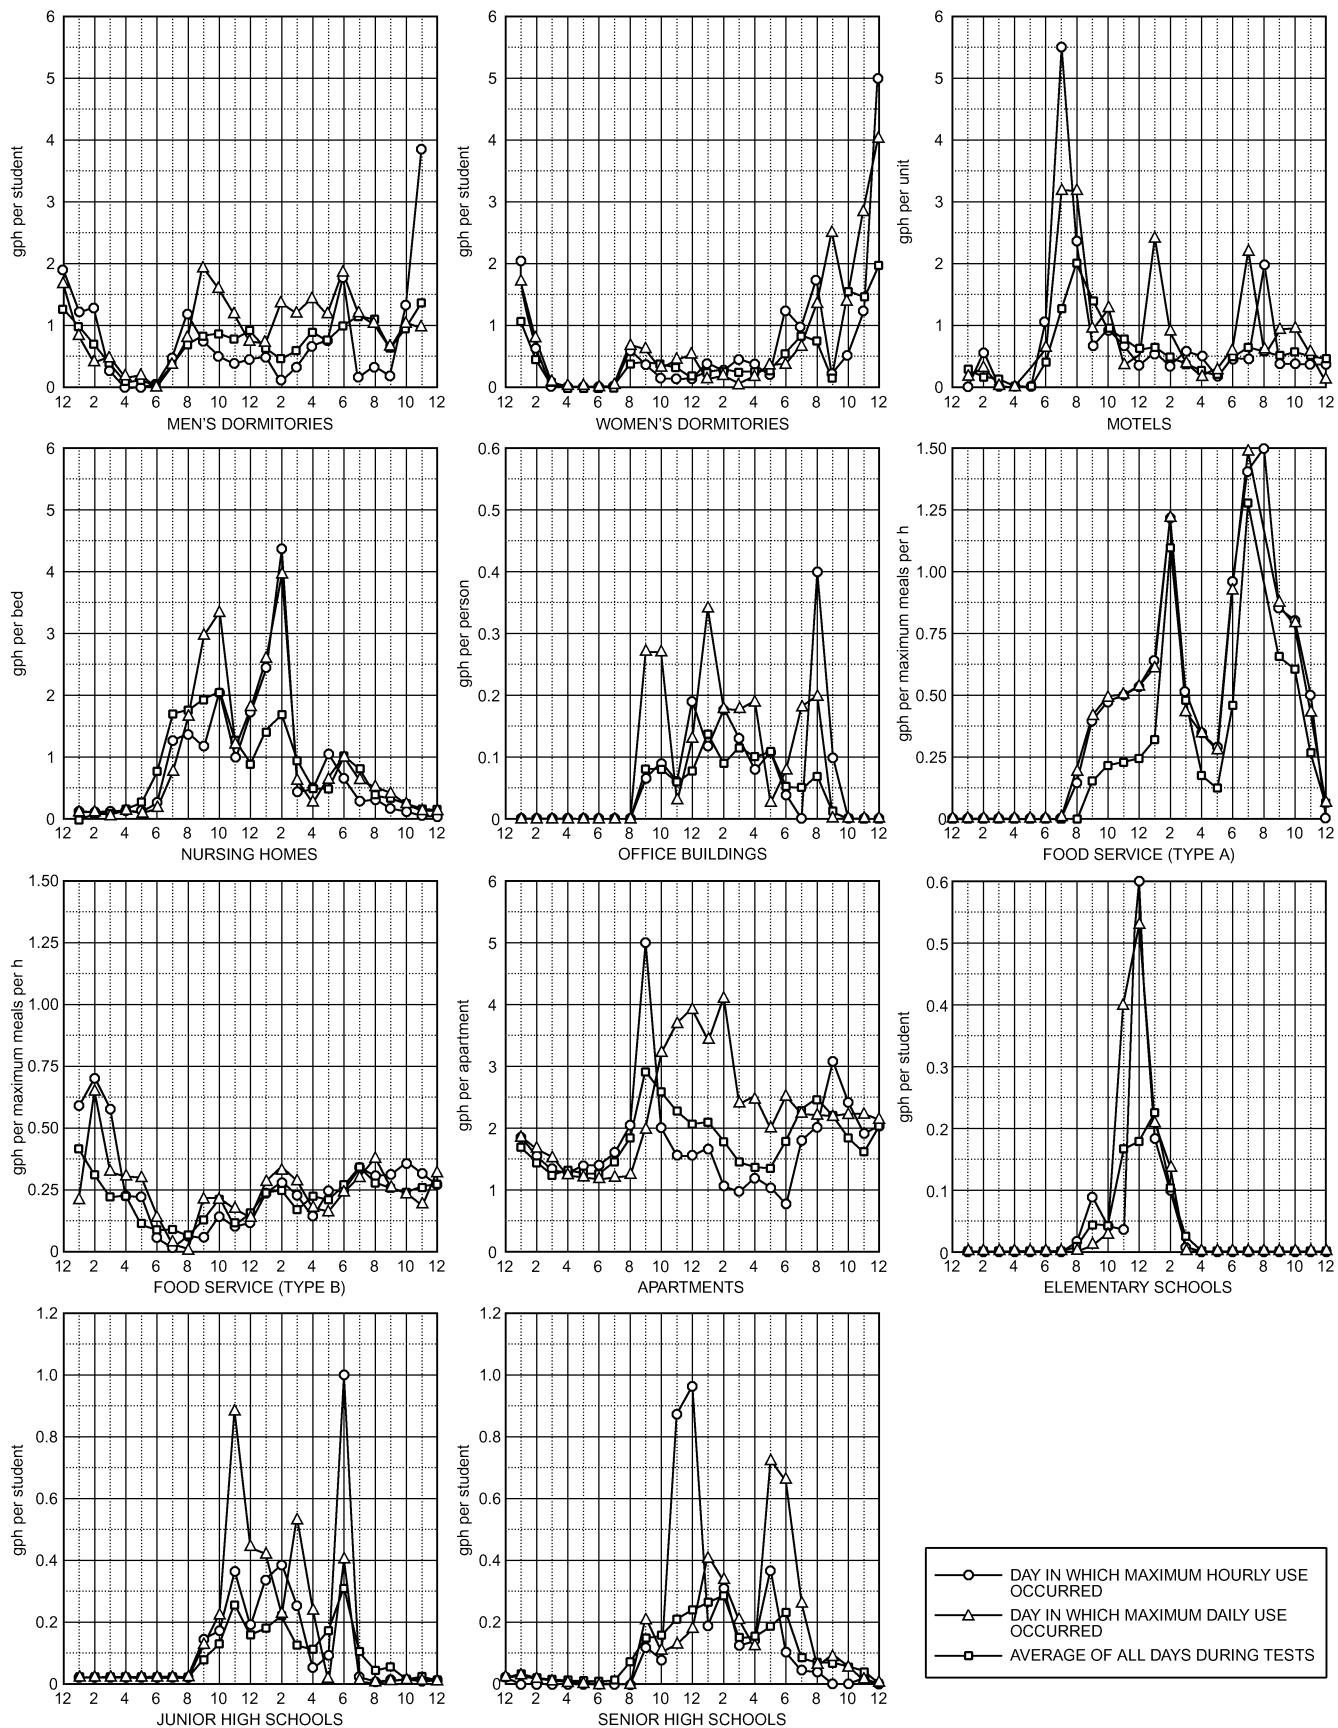 6 5 4 3 2 1 0
gph per student
12 2 4 6 8 10 12 2 4 6 8 10 12
MEN'S DORMITORIES
6 5 4 3 2 1 0
gph per student
12 2 4 6 8 10 12 2 4 6 8 10 12
WOMEN'S DORMITORIES
6 5 4 3 2 1 0
gph per unit
12 2 4 6 8 10 12 2 4 6 8 10 12
MOTELS
6 5 4 3 2 1 0
gph per bed
12 2 4 6 8 10 12 2 4 6 8 10 12
NURSING HOMES
0.6 0.5 0.4 0.3 0.2 0.1 0
gph per person
12 2 4 6 8 10 12 2 4 6 8 10 12
OFFICE BUILDINGS
1.50 1.25 1.00 0.75 0.50 0.25 0
gph per maximum meals per h
12 2 4 6 8 10 12 2 4 6 8 10 12
FOOD SERVICE (TYPE A)
1.50 1.25 1.00 0.75 0.50 0.25 0
gph per maximum meals per h
12 2 4 6 8 10 12 2 4 6 8 10 12
FOOD SERVICE (TYPE B)
6 5 4 3 2 1 0
gph per apartment
12 2 4 6 8 10 12 2 4 6 8 10 12
APARTMENTS
0.6 0.5 0.4 0.3 0.2 0.1 0
gph per student
12 2 4 6 8 10 12 2 4 6 8 10 12
ELEMENTARY SCHOOLS
1.2 1.0 0.8 0.6 0.4 0.2 0
gph per student
12 2 4 6 8 10 12 2 4 6 8 10 12
JUNIOR HIGH SCHOOLS
1.2 1.0 0.8 0.6 0.4 0.2 0
gph per student
12 2 4 6 8 10 12 2 4 6 8 10 12
SENIOR HIGH SCHOOLS
DAY IN WHICH MAXIMUM HOURLY USE
OCCURRED
DAY IN WHICH MAXIMUM DAILY USE
OCCURRED
AVERAGE OF ALL DAYS DURING TESTS